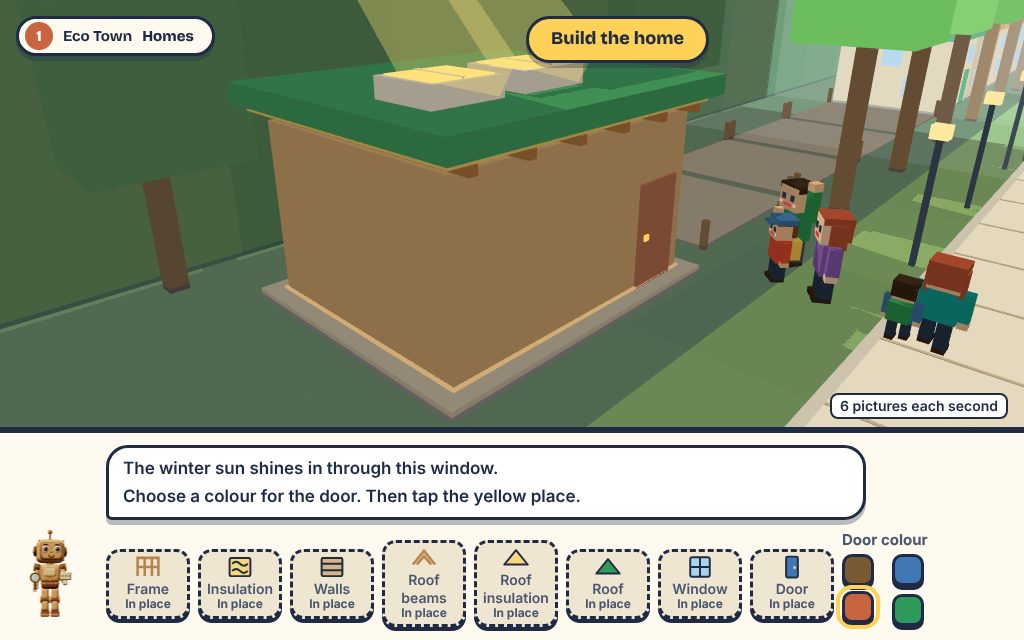 1 Eco Town Homes
Build the home
6 pictures each second
The winter sun shines in through this window.
Choose a colour for the door. Then tap the yellow place.
Door colour
Frame
In place
Insulation
In place
Walls
In place
Roof
beams
In place
Roof
insulation
In place
Roof
In place
Window
In place
Door
In place